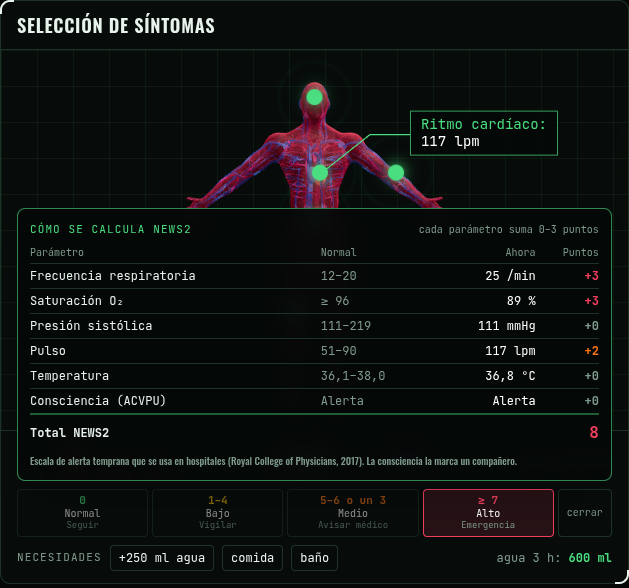 SELECCIÓN DE SÍNTOMAS
Ritmo cardíaco:
117 lpm
CÓMO SE CALCULA NEWS2 cada parámetro suma 0–3 puntos
Parámetro Normal Ahora Puntos
Frecuencia respiratoria 12–20 25 /min +3
Saturación O₂ ≥ 96 89 % +3
Presión sistólica 111–219 111 mmHg +0
Pulso 51–90 117 lpm +2
Temperatura 36,1–38,0 36,8 °C +0
Consciencia (ACVPU) Alerta Alerta +0
Total NEWS2 8
Escala de alerta temprana que se usa en hospitales (Royal College of Physicians, 2017). La consciencia la marca un compañero.
0 1–4 5–6 o un 3 ≥ 7
Normal Bajo Medio Alto cerrar
Seguir Vigilar Avisar médico Emergencia
NECESIDADES +250 ml agua comida baño agua 3 h: 600 ml